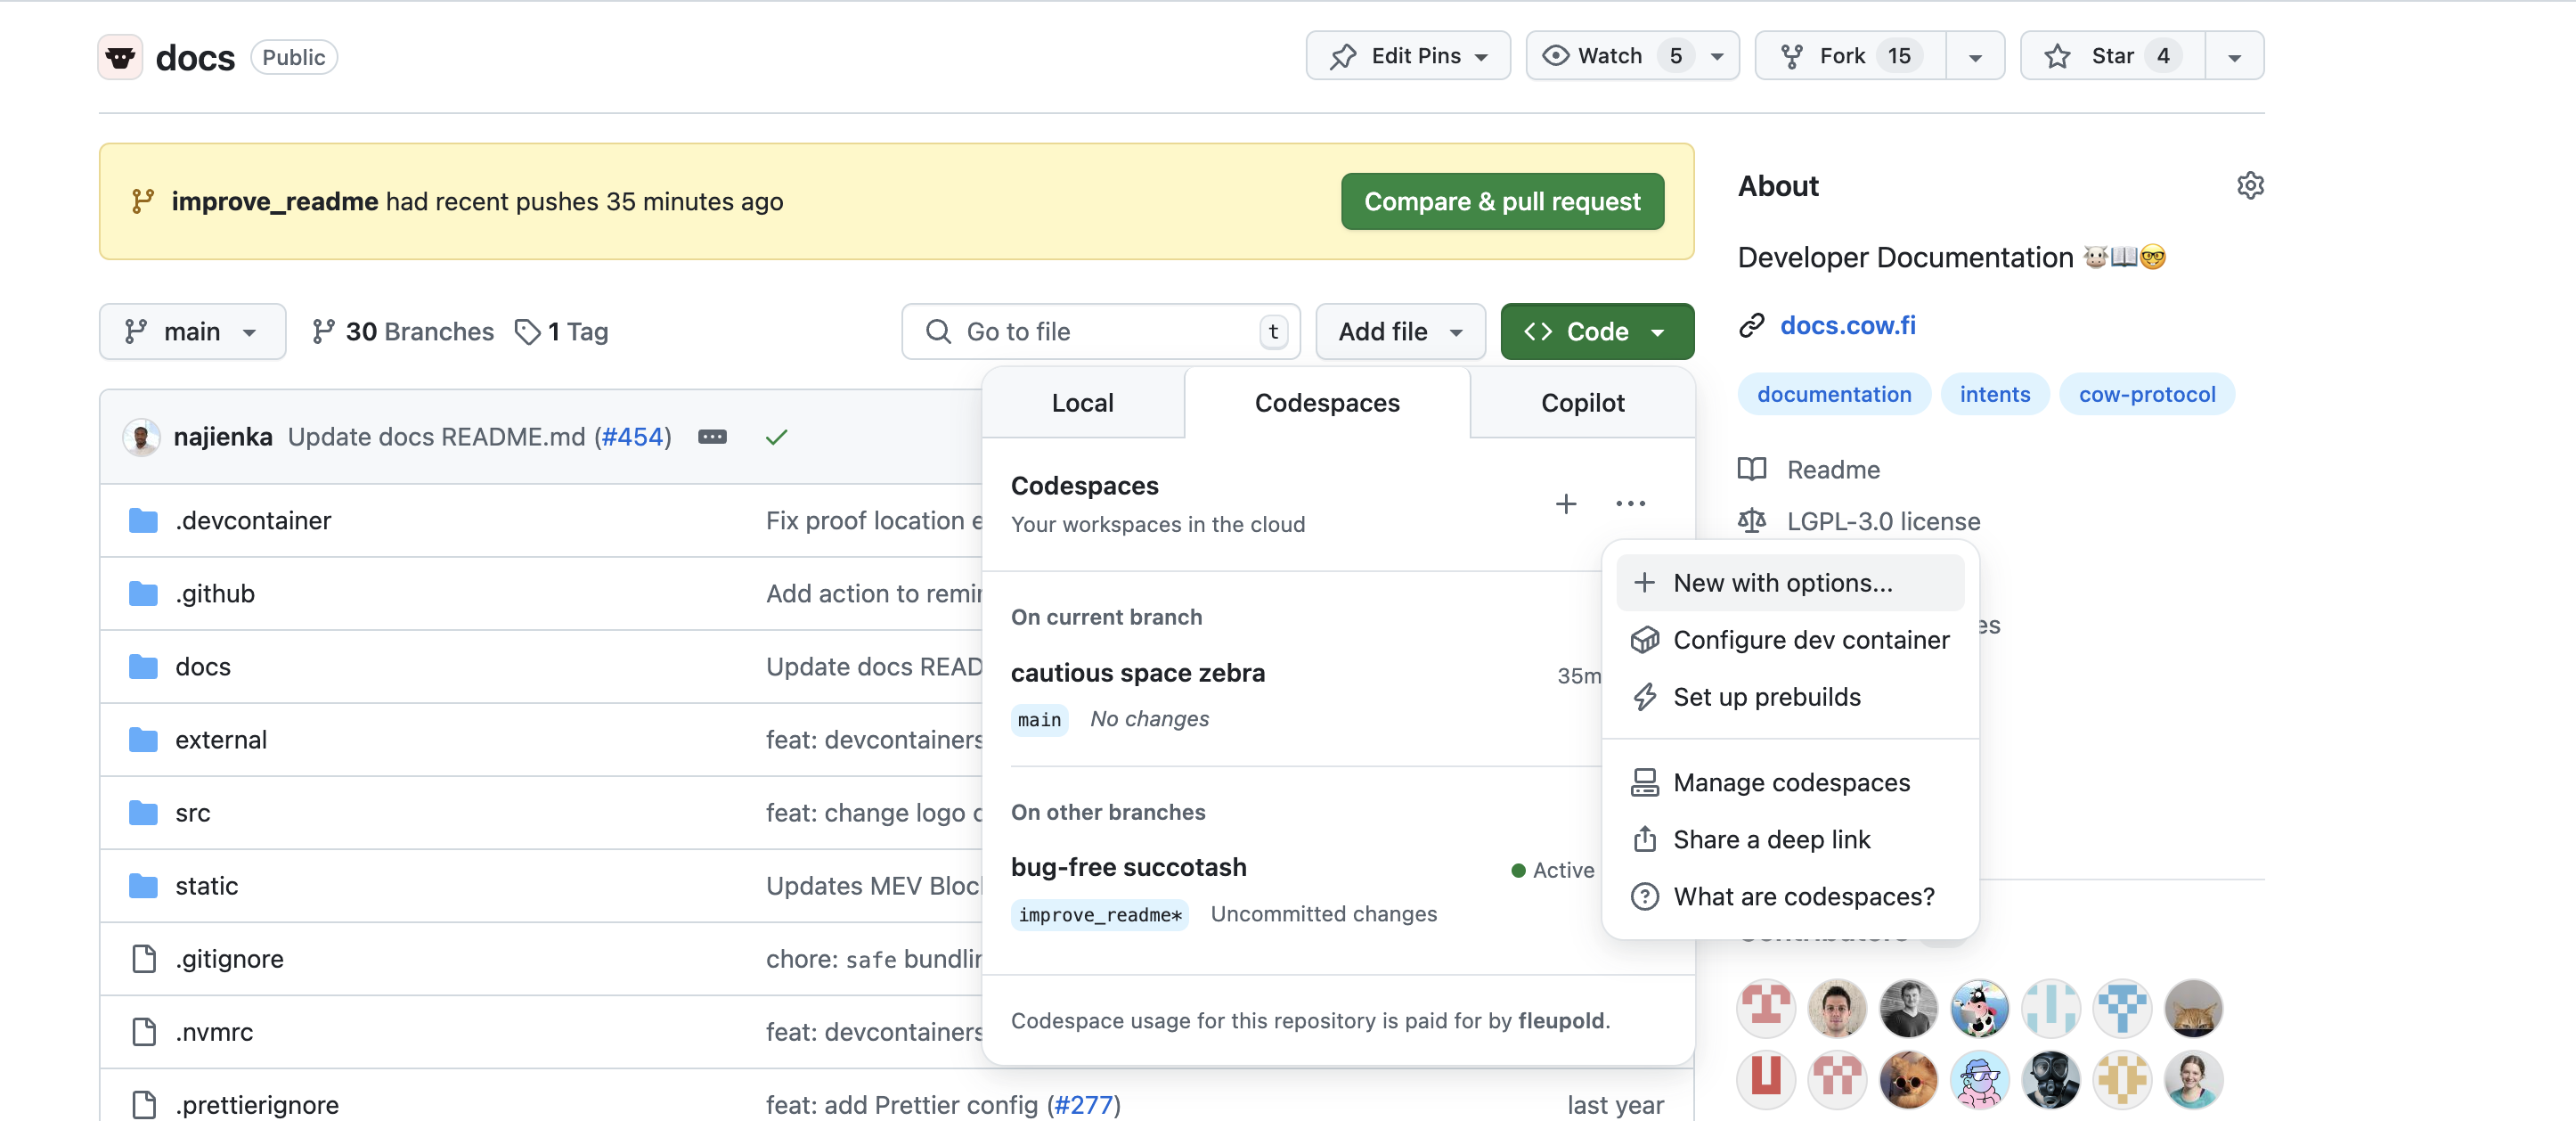 docs Public
Edit Pins
Watch 5
Fork 15
Star 4
improve_readme had recent pushes 35 minutes ago
Compare & pull request
main
30 Branches
1 Tag
Go to file t
Add file
Code
Local
Codespaces
Copilot
najienka Update docs README.md (#454)
.devcontainer Fix proof location
.github Add action to
docs Update docs
external feat: devcontainers
src feat: change logo
static Updates MEV
.gitignore chore: safe
.nvmrc feat: devcontainers
.prettierignore feat: add Prettier config (#277) last year
Codespaces
Your workspaces in the cloud
On current branch
cautious space zebra 35m
main No changes
On other branches
bug-free succotash Active
improve_readme* Uncommitted changes
Codespace usage for this repository is paid for by fleupold.
New with options...
Configure dev container
Set up prebuilds
Manage codespaces
Share a deep link
What are codespaces?
About
Developer Documentation 🐮📖🤓
docs.cow.fi
documentation intents cow-protocol
Readme
LGPL-3.0 license